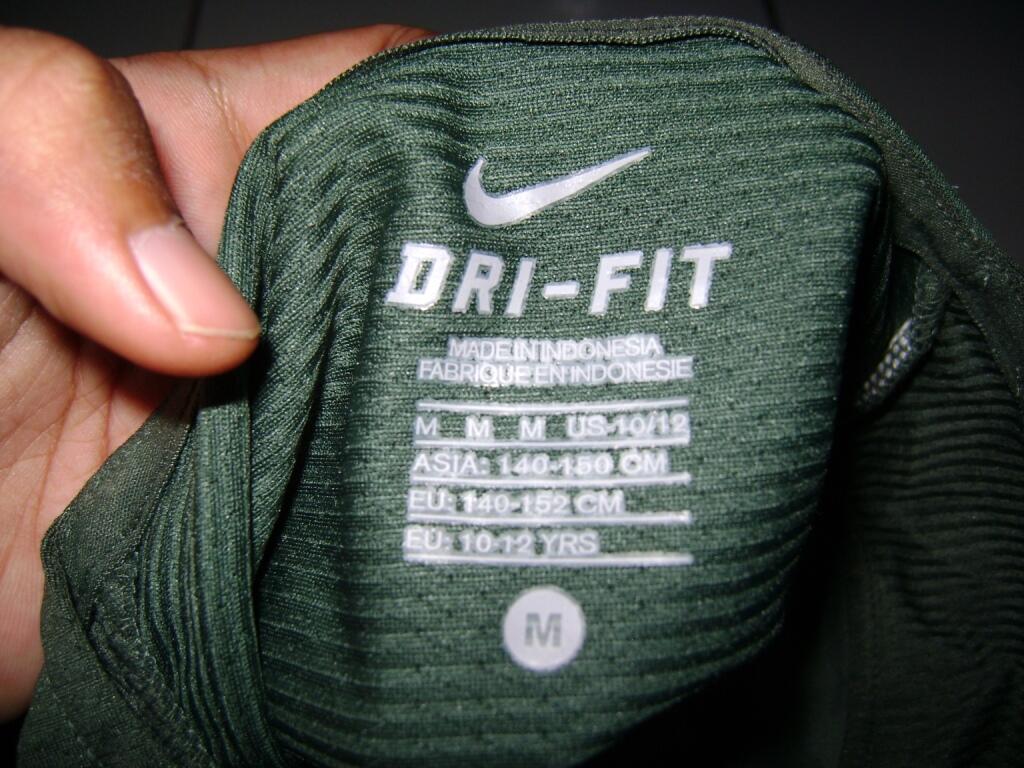 DRI-FIT
MADE IN INDONESIA
FABRIQUE EN INDONESIE
M M M US-10/12
ASIA: 140-150 CM
EU: 140-152 CM
EU: 10-12 YRS
M